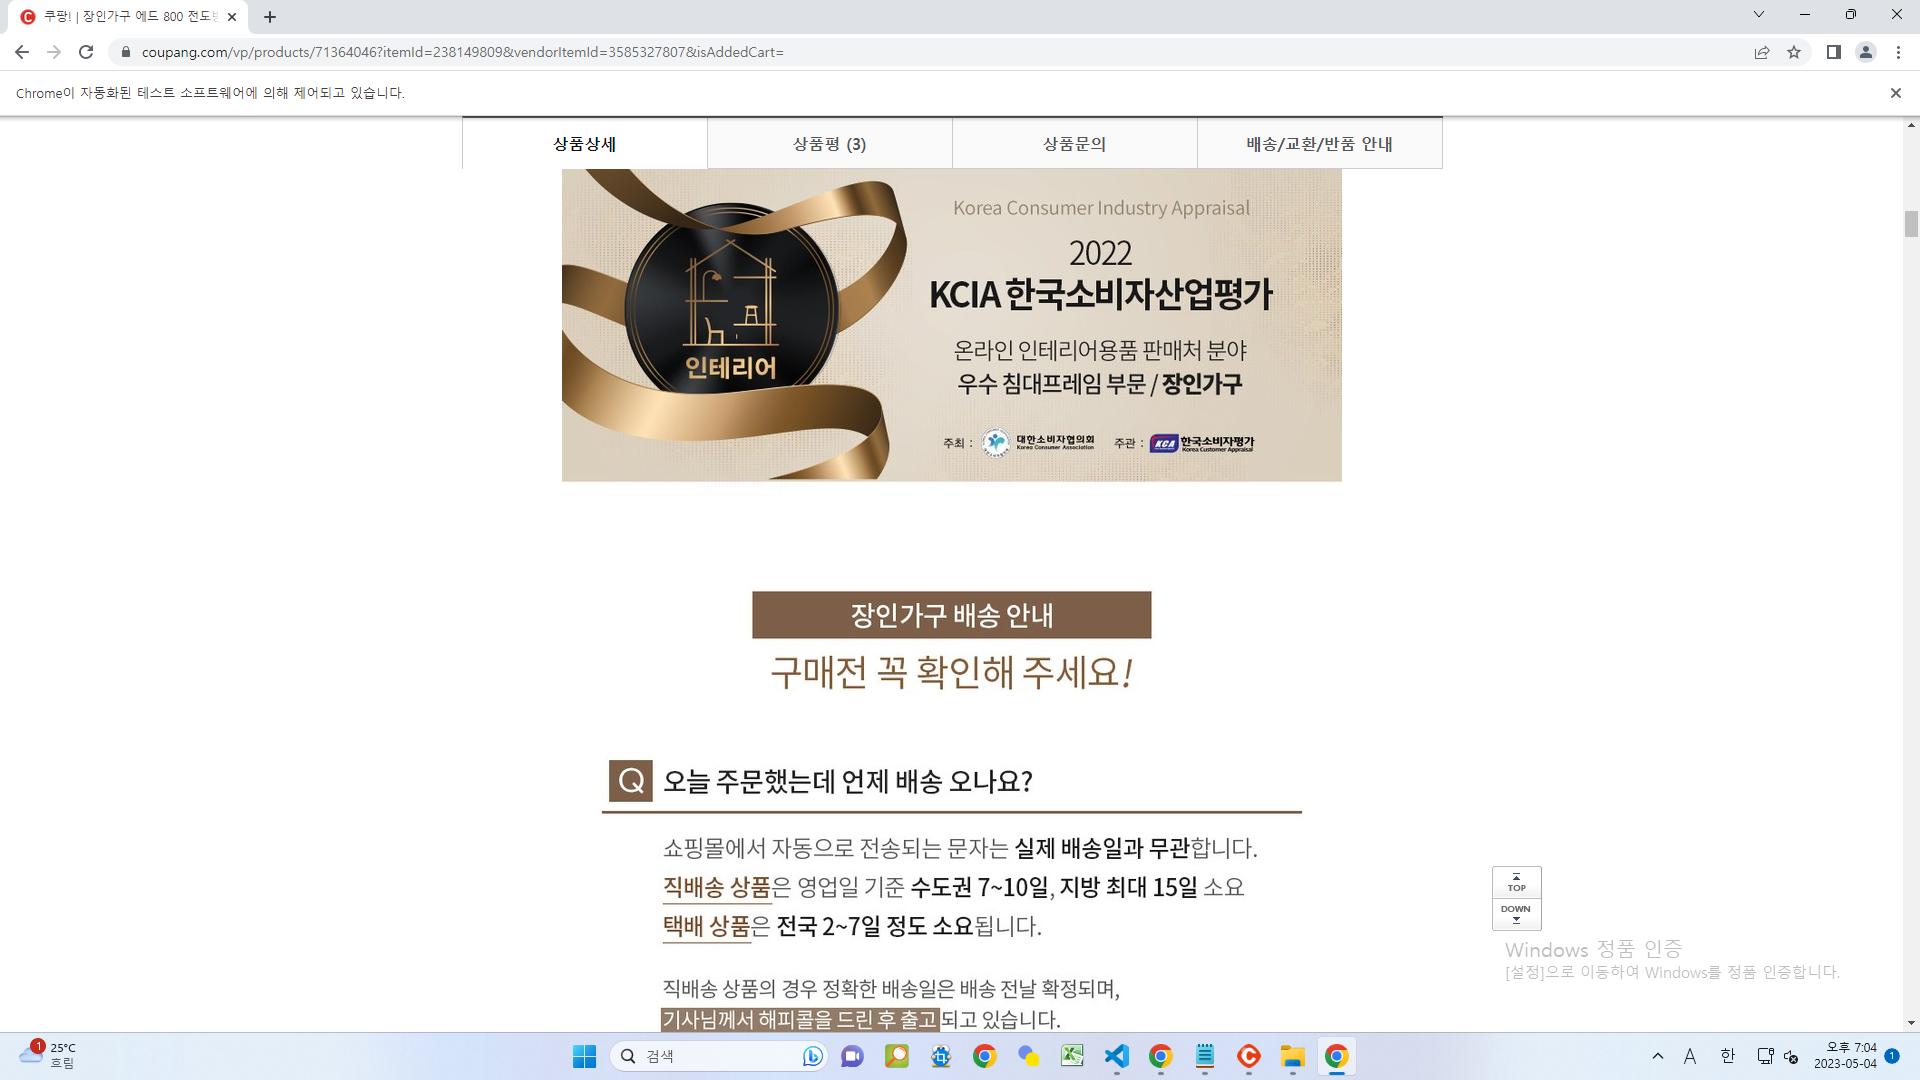 쿠팡! | 장인가구 에드 800 전도방
coupang.com/vp/products/71364046?itemId=238149809&vendorItemId=3585327807&isAddedCart=
Chrome이 자동화된 테스트 소프트웨어에 의해 제어되고 있습니다.
상품상세
상품평 (3)
상품문의
배송/교환/반품 안내
인테리어
Korea Consumer Industry Appraisal
2022
KCIA 한국소비자산업평가
온라인 인테리어용품 판매처 분야
우수 침대프레임 부문 / 장인가구
주최 : 대한소비자협의회 Korea Consumer Association
주관 : KCA 한국소비자평가 Korea Customer Appraisal
장인가구 배송 안내
구매전 꼭 확인해 주세요!
Q 오늘 주문했는데 언제 배송 오나요?
쇼핑몰에서 자동으로 전송되는 문자는 실제 배송일과 무관합니다.
직배송 상품은 영업일 기준 수도권 7~10일, 지방 최대 15일 소요
택배 상품은 전국 2~7일 정도 소요됩니다.
직배송 상품의 경우 정확한 배송일은 배송 전날 확정되며,
기사님께서 해피콜을 드린 후 출고 되고 있습니다.
TOP
DOWN
Windows 정품 인증
[설정]으로 이동하여 Windows를 정품 인증합니다.
1
25°C
흐림
검색
A
한
오후 7:04
2023-05-04
1